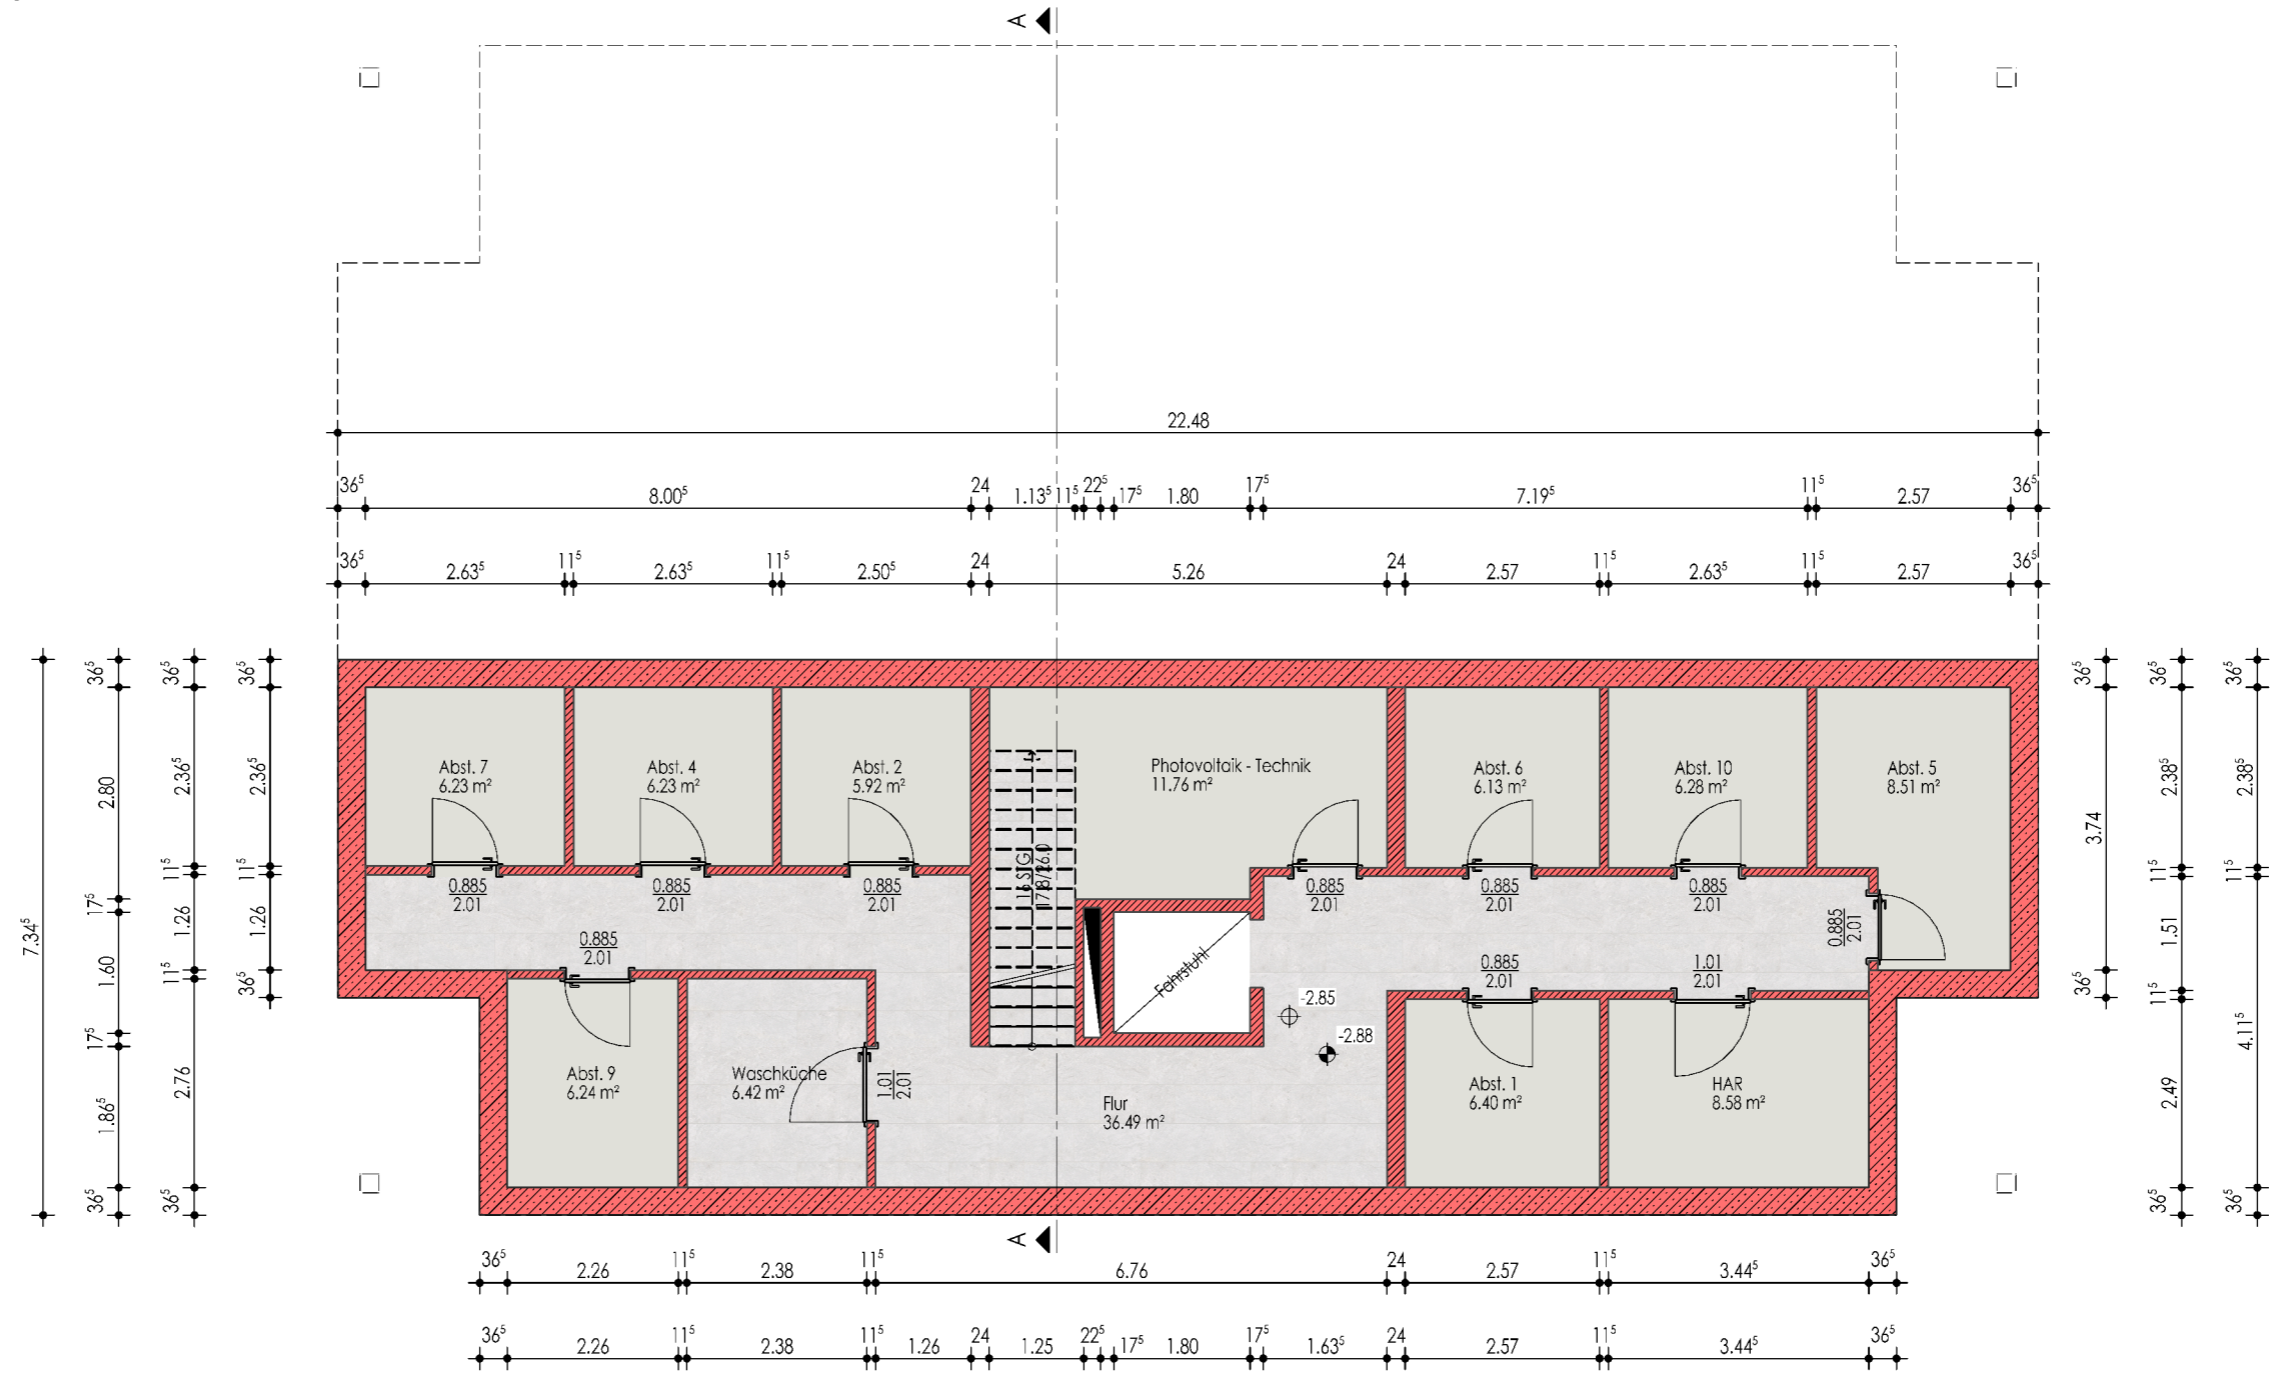 A
22.48
36⁵ 8.00⁵ 24 1.13⁵ 11⁵ 22⁵ 17⁵ 1.80 17⁵ 7.19⁵ 11⁵ 2.57 36⁵
36⁵ 2.63⁵ 11⁵ 2.63⁵ 11⁵ 2.50⁵ 24 5.26 24 2.57 11⁵ 2.63⁵ 11⁵ 2.57 36⁵
7.34⁵
36⁵ 2.80 17⁵ 1.60 17⁵ 1.86⁵ 36⁵
36⁵ 2.36⁵ 11⁵ 1.26 11⁵ 2.76 36⁵
36⁵ 2.36⁵ 11⁵ 1.26 36⁵
Abst. 7
6.23 m²
Abst. 4
6.23 m²
Abst. 2
5.92 m²
Photovoltaik - Technik
11.76 m²
Abst. 6
6.13 m²
Abst. 10
6.28 m²
Abst. 5
8.51 m²
0.885
2.01
0.885
2.01
0.885
2.01
16 STG
17.8/26.0
0.885
2.01
0.885
2.01
0.885
2.01
0.885
2.01
0.885
2.01
Fahrstuhl
0.885
2.01
1.01
2.01
-2.85
-2.88
Abst. 9
6.24 m²
Waschküche
6.42 m²
1.01
2.01
Flur
36.49 m²
Abst. 1
6.40 m²
HAR
8.58 m²
36⁵ 3.74 36⁵
36⁵ 2.38⁵ 11⁵ 1.51 11⁵ 2.49 36⁵
36⁵ 2.38⁵ 11⁵ 4.11⁵ 36⁵
A
36⁵ 2.26 11⁵ 2.38 11⁵ 6.76 24 2.57 11⁵ 3.44⁵ 36⁵
36⁵ 2.26 11⁵ 2.38 11⁵ 1.26 24 1.25 22⁵ 17⁵ 1.80 17⁵ 1.63⁵ 24 2.57 11⁵ 3.44⁵ 36⁵